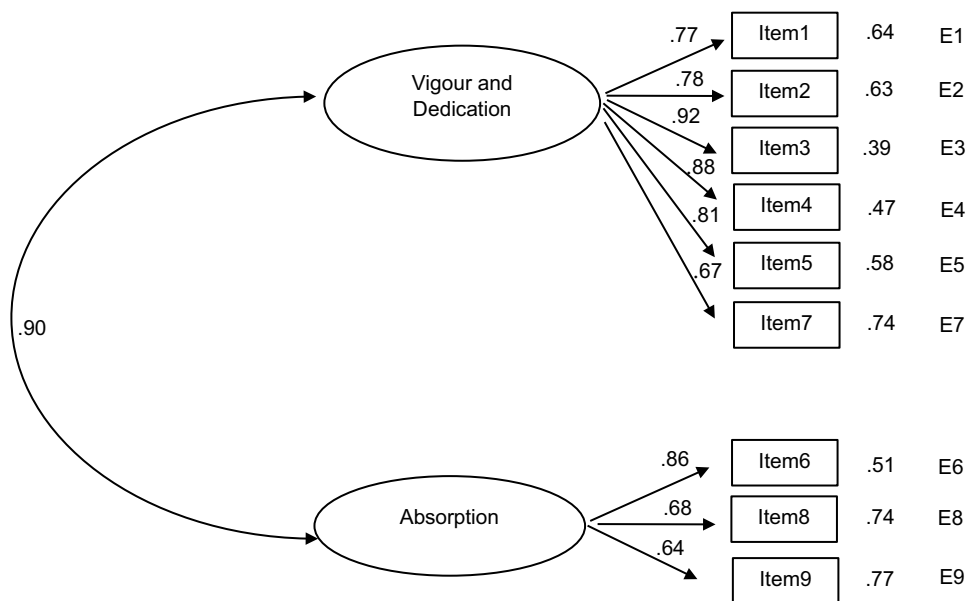 .77 Item1 .64 E1
Vigour and
Dedication
.78 Item2 .63 E2
.92 Item3 .39 E3
.88 Item4 .47 E4
.81 Item5 .58 E5
.67 Item7 .74 E7
.90
.86 Item6 .51 E6
Absorption
.68 Item8 .74 E8
.64 Item9 .77 E9